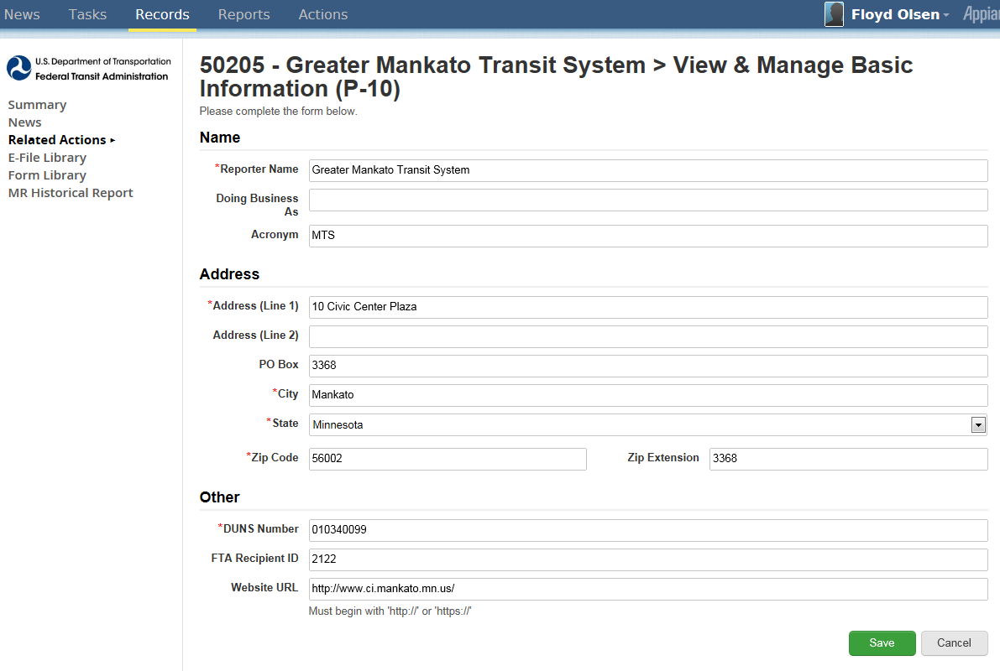 News Tasks Records Reports Actions Floyd Olsen Appian
U.S. Department of Transportation
Federal Transit Administration
Summary
News
Related Actions ▸
E-File Library
Form Library
MR Historical Report
50205 - Greater Mankato Transit System > View & Manage Basic
Information (P-10)
Please complete the form below.
Name
*Reporter Name Greater Mankato Transit System
Doing Business
As
Acronym MTS
Address
*Address (Line 1) 10 Civic Center Plaza
Address (Line 2)
PO Box 3368
*City Mankato
*State Minnesota
*Zip Code 56002 Zip Extension 3368
Other
*DUNS Number 010340099
FTA Recipient ID 2122
Website URL http://www.ci.mankato.mn.us/
Must begin with 'http://' or 'https://'
Save Cancel